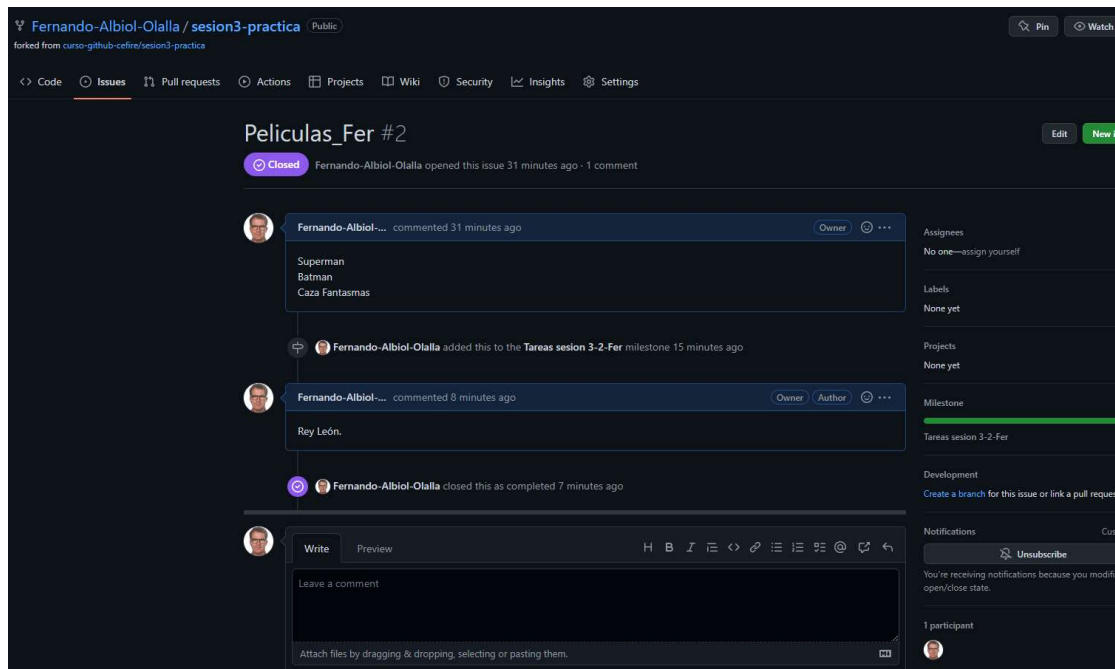 Fernando-Albiol-Olalla / sesion3-practica Public
Pin
Watch
forked from curso-github-cefire/sesion3-practica
Code Issues Pull requests Actions Projects Wiki Security Insights Settings
Peliculas_Fer #2
Edit
New i
Closed Fernando-Albiol-Olalla opened this issue 31 minutes ago · 1 comment
Fernando-Albiol-... commented 31 minutes ago
Owner
Superman
Batman
Caza Fantasmas
Fernando-Albiol-Olalla added this to the Tareas sesion 3-2-Fer milestone 15 minutes ago
Fernando-Albiol-... commented 8 minutes ago
Owner Author
Rey León.
Fernando-Albiol-Olalla closed this as completed 7 minutes ago
Write Preview
H B I
Leave a comment
Attach files by dragging & dropping, selecting or pasting them.
Assignees
No one—assign yourself
Labels
None yet
Projects
None yet
Milestone
Tareas sesion 3-2-Fer
Development
Create a branch for this issue or link a pull reques
Notifications
Cus
Unsubscribe
You're receiving notifications because you modifi
open/close state.
1 participant